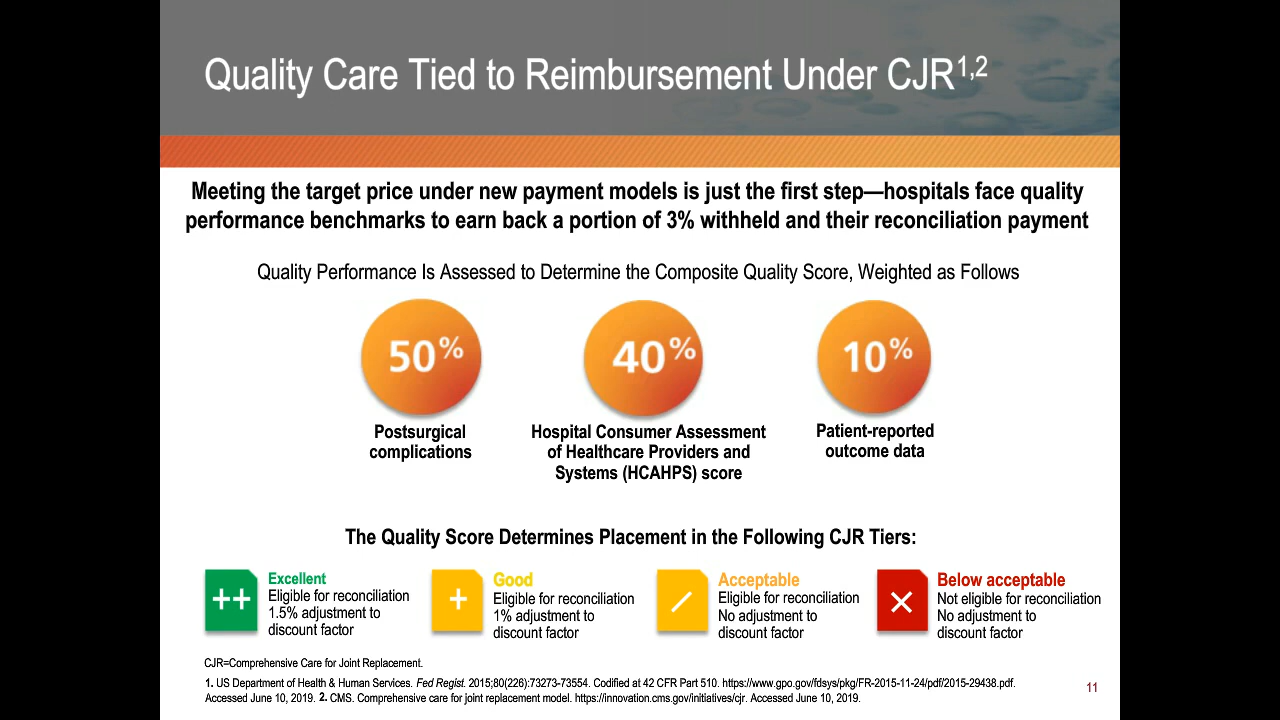 Quality Care Tied to Reimbursement Under CJR1,2
Meeting the target price under new payment models is just the first step—hospitals face quality
performance benchmarks to earn back a portion of 3% withheld and their reconciliation payment
Quality Performance Is Assessed to Determine the Composite Quality Score, Weighted as Follows
50%
Postsurgical
complications
40%
Hospital Consumer Assessment
of Healthcare Providers and
Systems (HCAHPS) score
10%
Patient-reported
outcome data
The Quality Score Determines Placement in the Following CJR Tiers:
++
Excellent
Eligible for reconciliation
1.5% adjustment to
discount factor
+
Good
Eligible for reconciliation
1% adjustment to
discount factor
/
Acceptable
Eligible for reconciliation
No adjustment to
discount factor
×
Below acceptable
Not eligible for reconciliation
No adjustment to
discount factor
CJR=Comprehensive Care for Joint Replacement.
1. US Department of Health & Human Services. Fed Regist. 2015;80(226):73273-73554. Codified at 42 CFR Part 510. https://www.gpo.gov/fdsys/pkg/FR-2015-11-24/pdf/2015-29438.pdf.
Accessed June 10, 2019. 2. CMS. Comprehensive care for joint replacement model. https://innovation.cms.gov/initiatives/cjr. Accessed June 10, 2019.
11